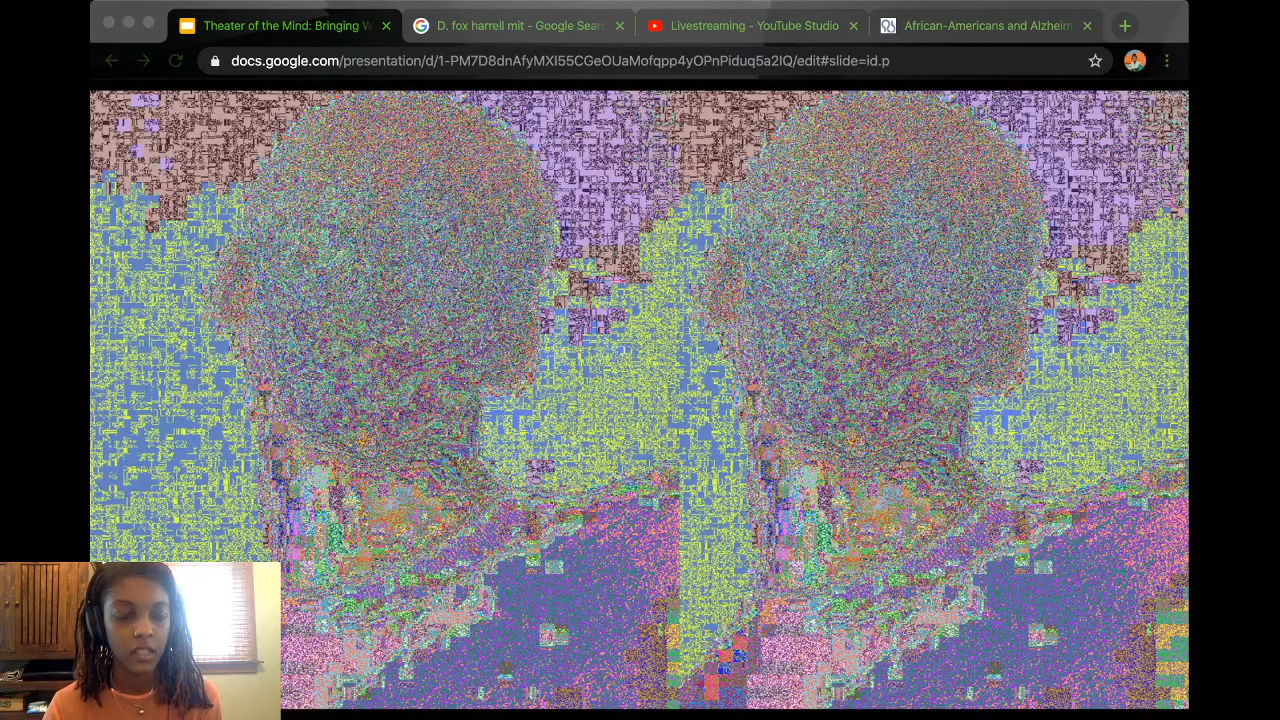 Theater of the Mind: Bringing W
D. fox harrell mit - Google Sear
Livestreaming - YouTube Studio
African-Americans and Alzheim
docs.google.com/presentation/d/1-PM7D8dnAfyMXI55CGeOUaMofqpp4yOPnPiduq5a2IQ/edit#slide=id.p